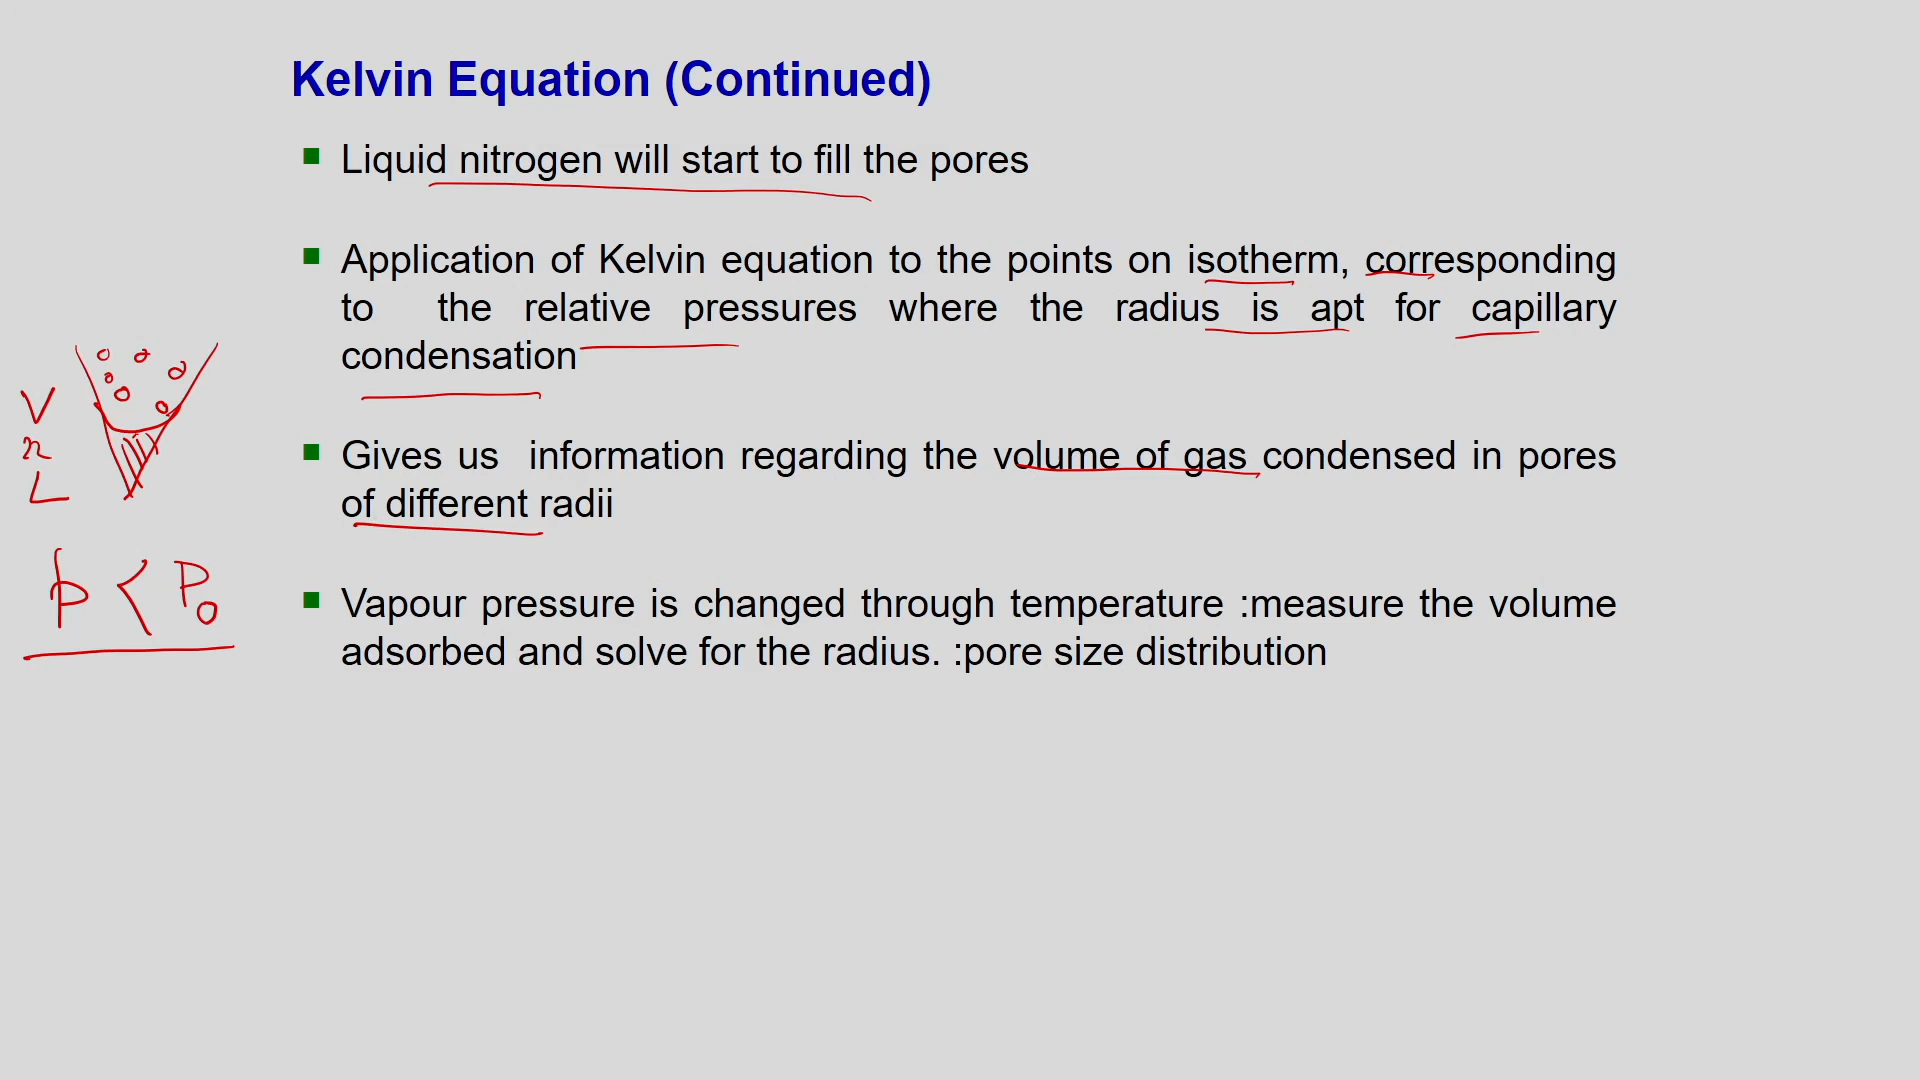 Kelvin Equation (Continued)
Liquid nitrogen will start to fill the pores
Application of Kelvin equation to the points on isotherm, corresponding
to the relative pressures where the radius is apt for capillary
condensation
Gives us information regarding the volume of gas condensed in pores
of different radii
Vapour pressure is changed through temperature :measure the volume
adsorbed and solve for the radius. :pore size distribution
V
L
p < P₀